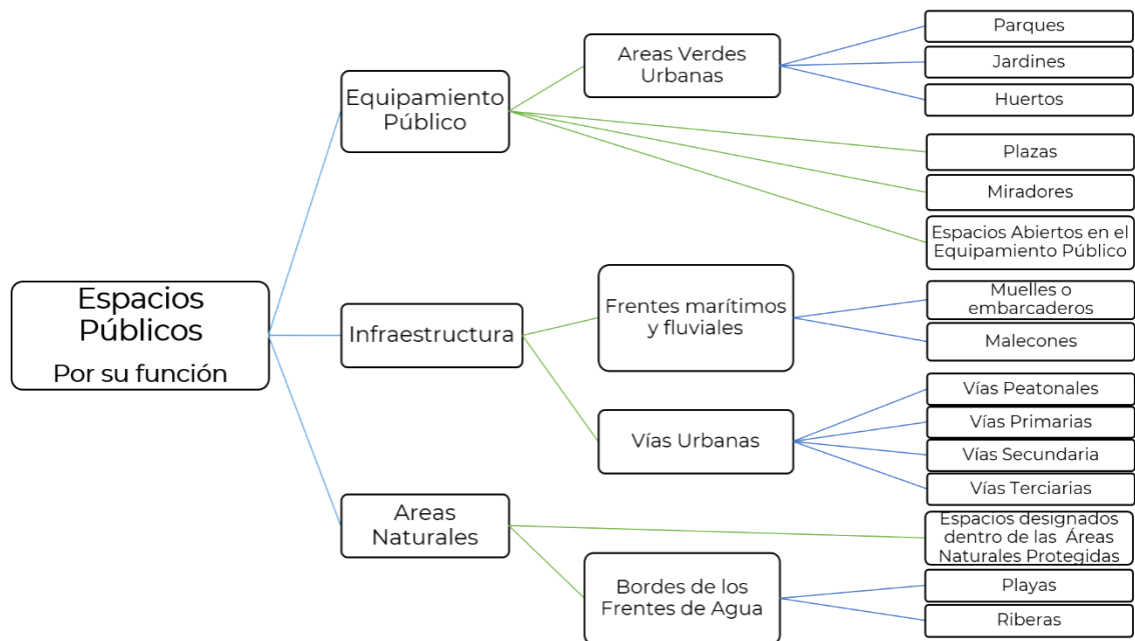 Espacios
Públicos
Por su función
Equipamiento
Público
Areas Verdes
Urbanas
Parques
Jardines
Huertos
Plazas
Miradores
Espacios Abiertos en el
Equipamiento Público
Infraestructura
Frentes marítimos
y fluviales
Muelles o
embarcaderos
Malecones
Vías Urbanas
Vías Peatonales
Vías Primarias
Vías Secundaria
Vías Terciarias
Areas
Naturales
Espacios designados
dentro de las Áreas
Naturales Protegidas
Bordes de los
Frentes de Agua
Playas
Riberas